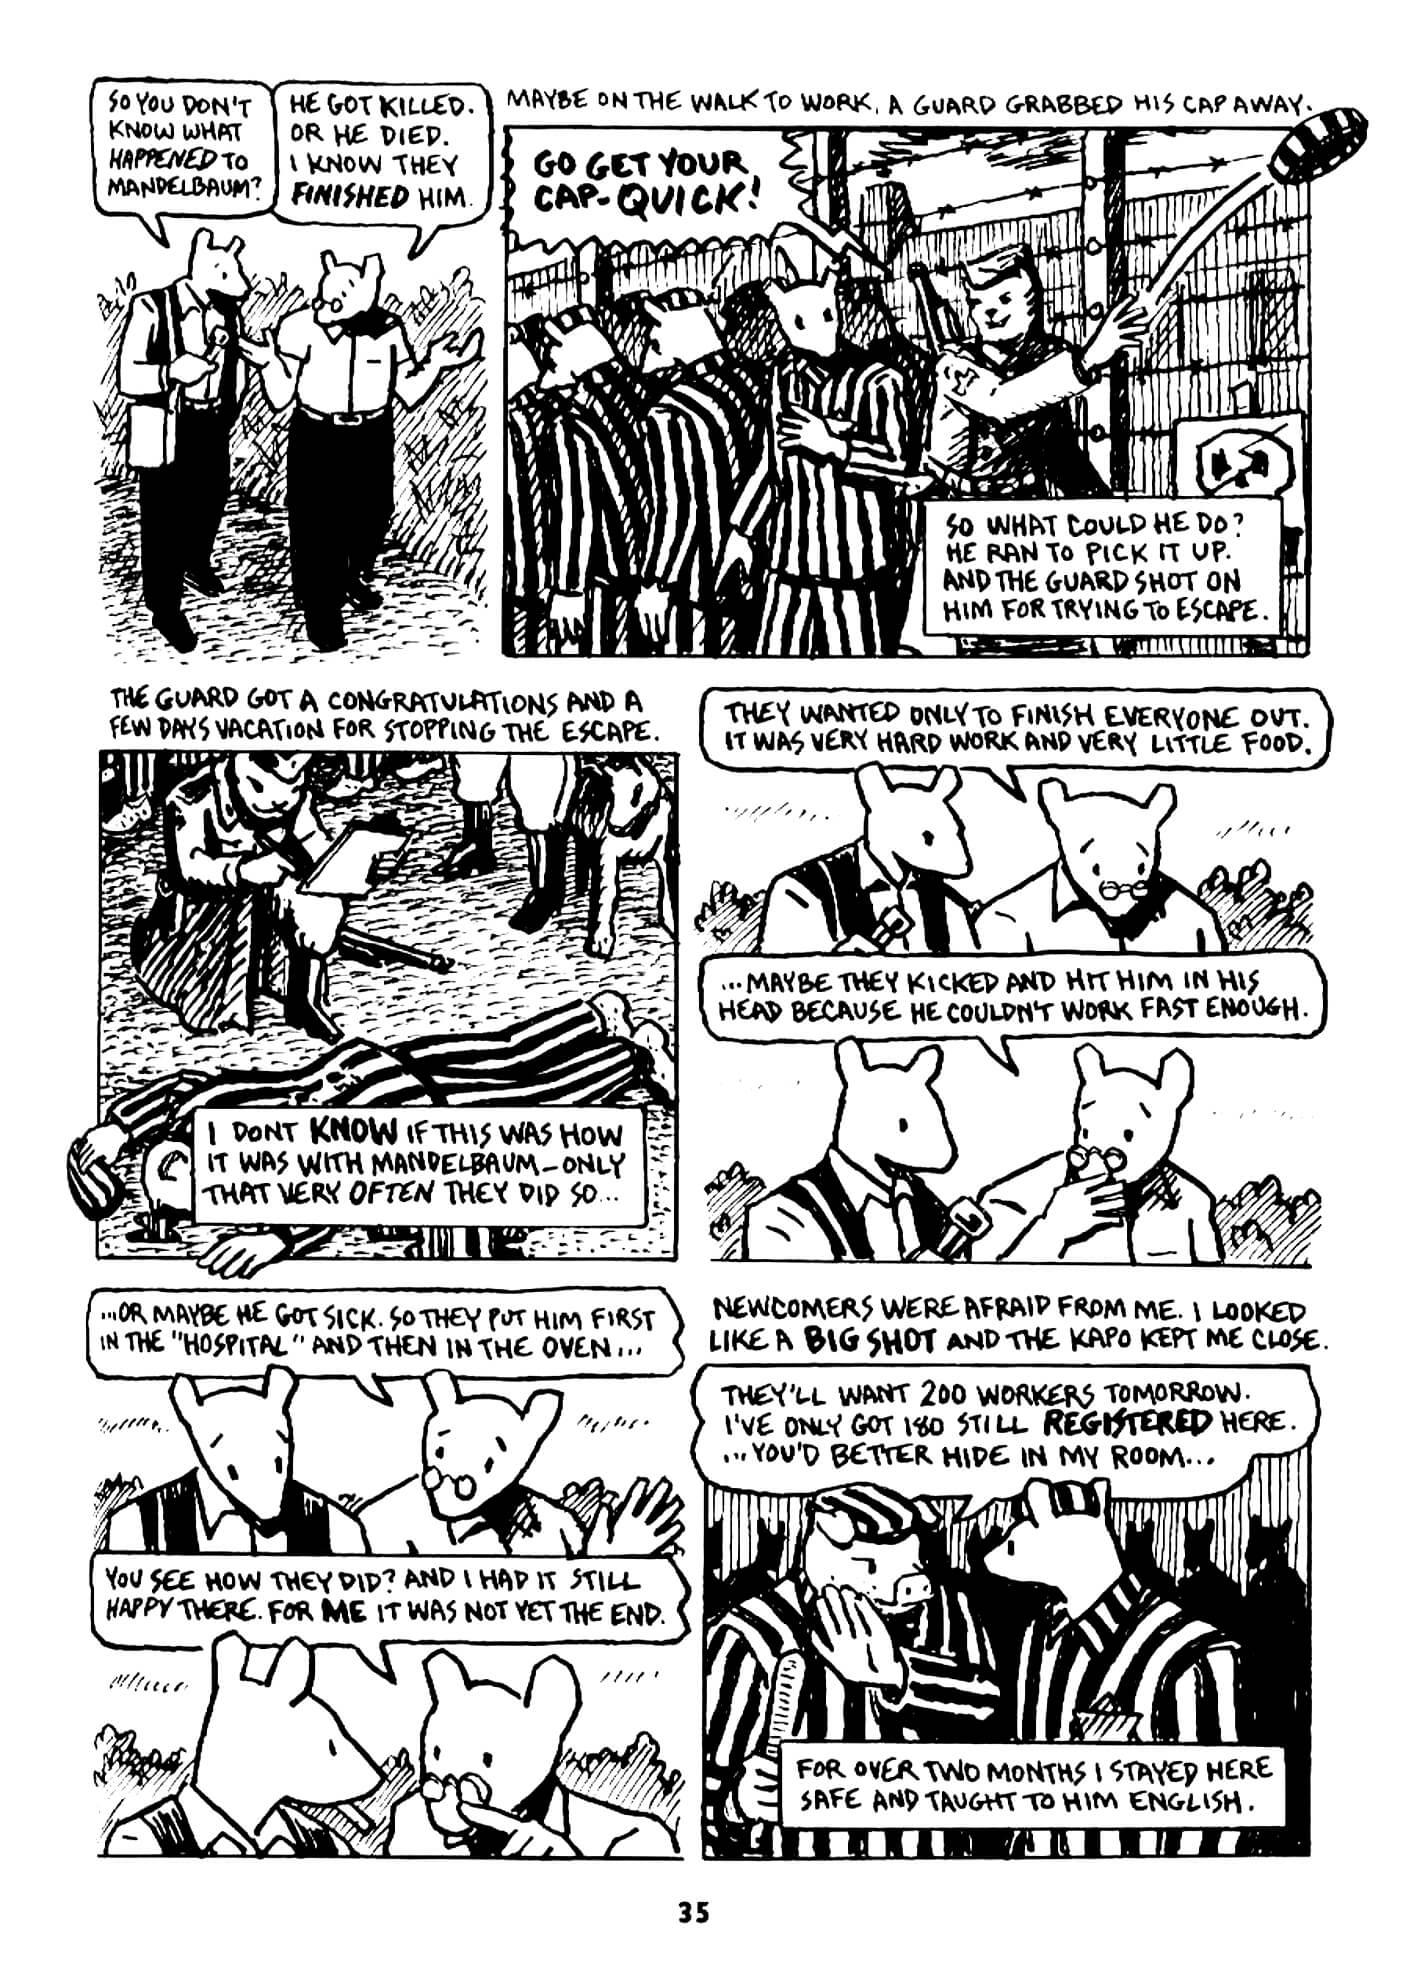 SO YOU DON'T
KNOW WHAT
HAPPENED TO
MANDELBAUM?
HE GOT KILLED.
OR HE DIED.
I KNOW THEY
FINISHED HIM.
MAYBE ON THE WALK TO WORK, A GUARD GRABBED HIS CAP AWAY.
GO GET YOUR
CAP-QUICK!
SO WHAT COULD HE DO?
HE RAN TO PICK IT UP.
AND THE GUARD SHOT ON
HIM FOR TRYING TO ESCAPE.
THE GUARD GOT A CONGRATULATIONS AND A
FEW DAYS VACATION FOR STOPPING THE ESCAPE.
I DONT KNOW IF THIS WAS HOW
IT WAS WITH MANDELBAUM-ONLY
THAT VERY OFTEN THEY DID SO...
THEY WANTED ONLY TO FINISH EVERYONE OUT.
IT WAS VERY HARD WORK AND VERY LITTLE FOOD.
...MAYBE THEY KICKED AND HIT HIM IN HIS
HEAD BECAUSE HE COULDN'T WORK FAST ENOUGH.
...OR MAYBE HE GOT SICK. SO THEY PUT HIM FIRST
IN THE "HOSPITAL" AND THEN IN THE OVEN...
YOU SEE HOW THEY DID? AND I HAD IT STILL
HAPPY THERE. FOR ME IT WAS NOT YET THE END.
NEWCOMERS WERE AFRAID FROM ME. I LOOKED
LIKE A BIG SHOT AND THE KAPO KEPT ME CLOSE.
THEY'LL WANT 200 WORKERS TOMORROW.
I'VE ONLY GOT 180 STILL REGISTERED HERE.
...YOU'D BETTER HIDE IN MY ROOM...
FOR OVER TWO MONTHS I STAYED HERE
SAFE AND TAUGHT TO HIM ENGLISH.
35